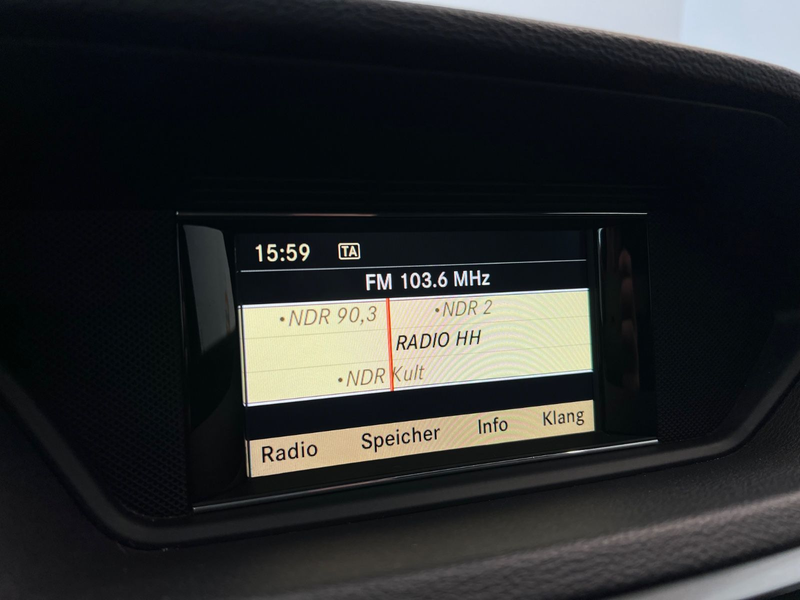 15:59 TA
FM 103.6 MHz
•NDR 90,3 •NDR 2
RADIO HH
•NDR Kult
Radio Speicher Info Klang